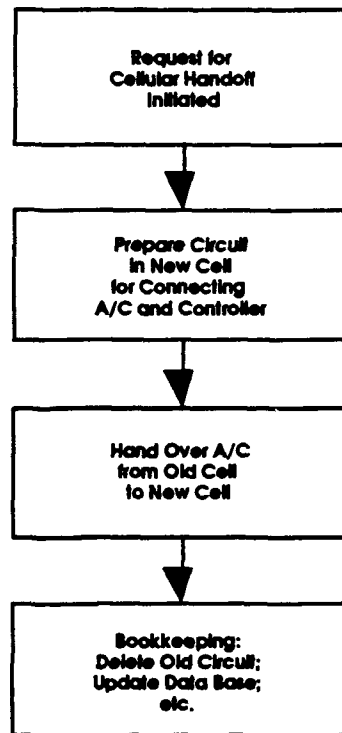 Request for
Cellular Handoff
Initiated
Prepare Circuit
in New Cell
for Connecting
A/C and Controller
Hand Over A/C
from Old Cell
to New Cell
Bookkeeping:
Delete Old Circuit;
Update Data Base;
etc.